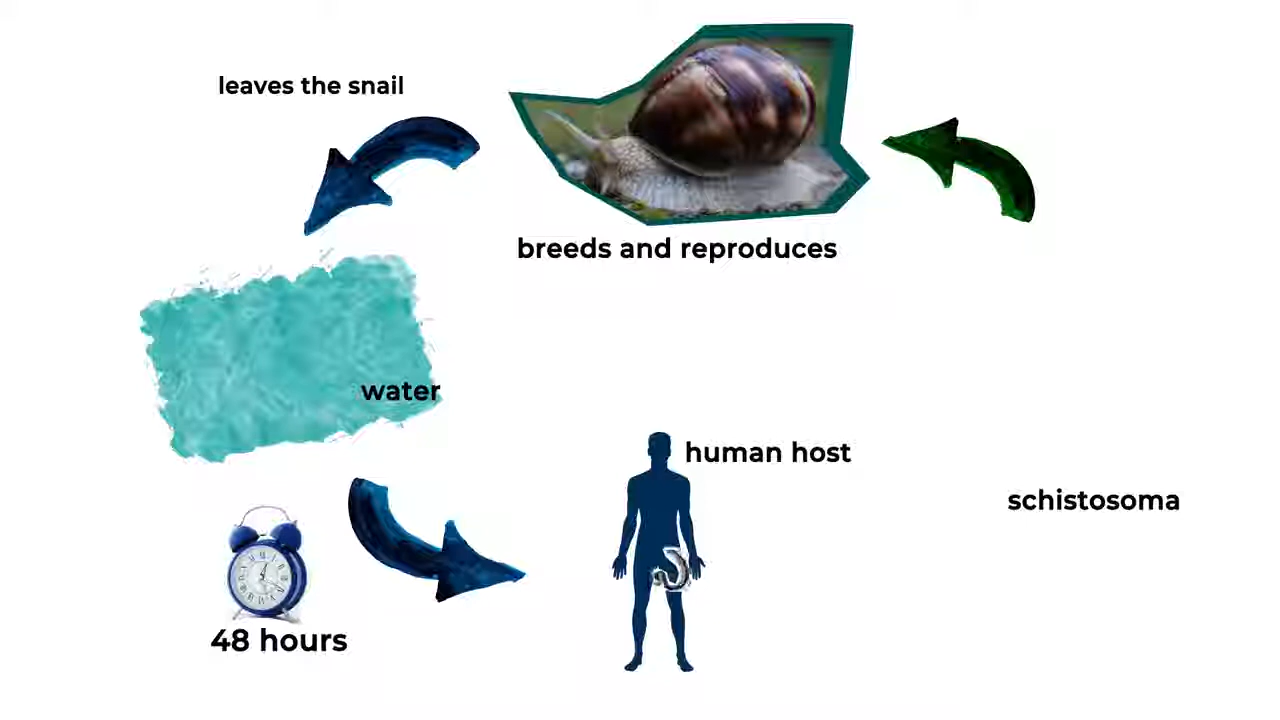 leaves the snail
breeds and reproduces
water
human host
schistosoma
48 hours